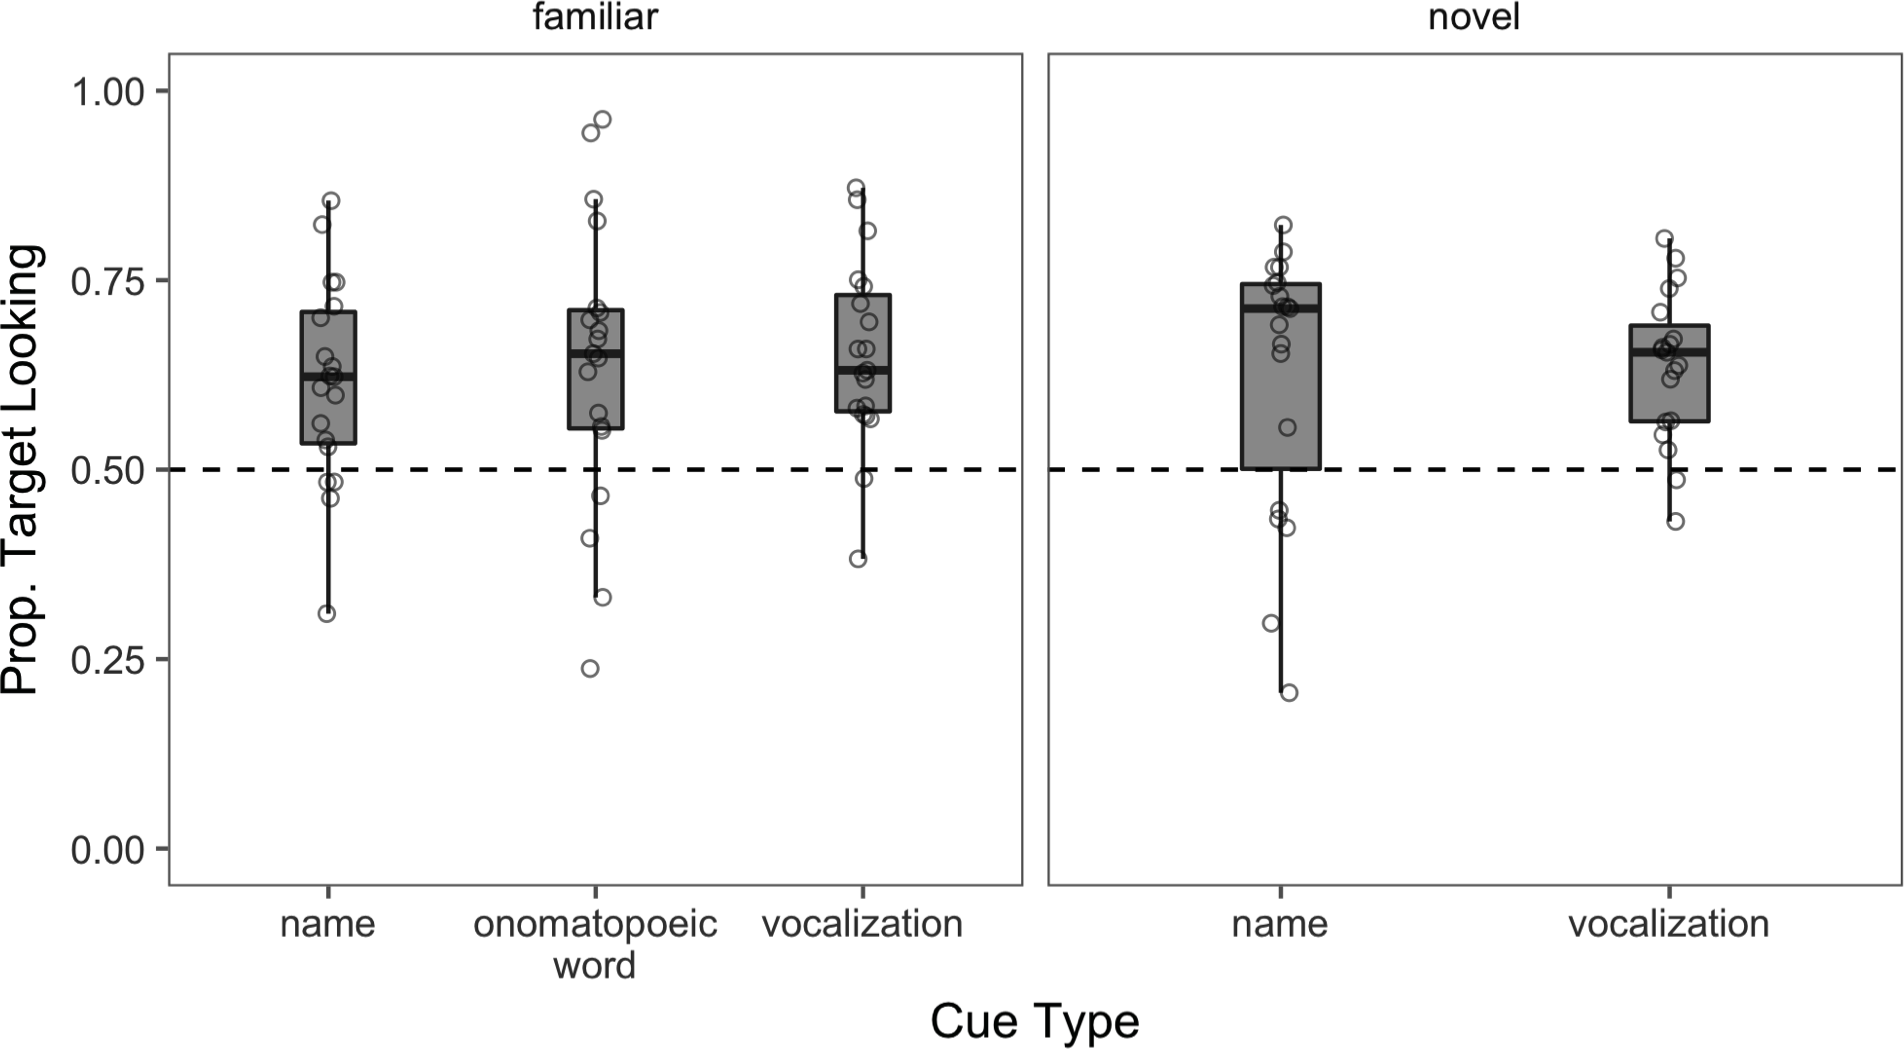 familiar
novel
Prop. Target Looking
1.00
0.75
0.50
0.25
0.00
name
onomatopoeic
word
vocalization
name
vocalization
Cue Type